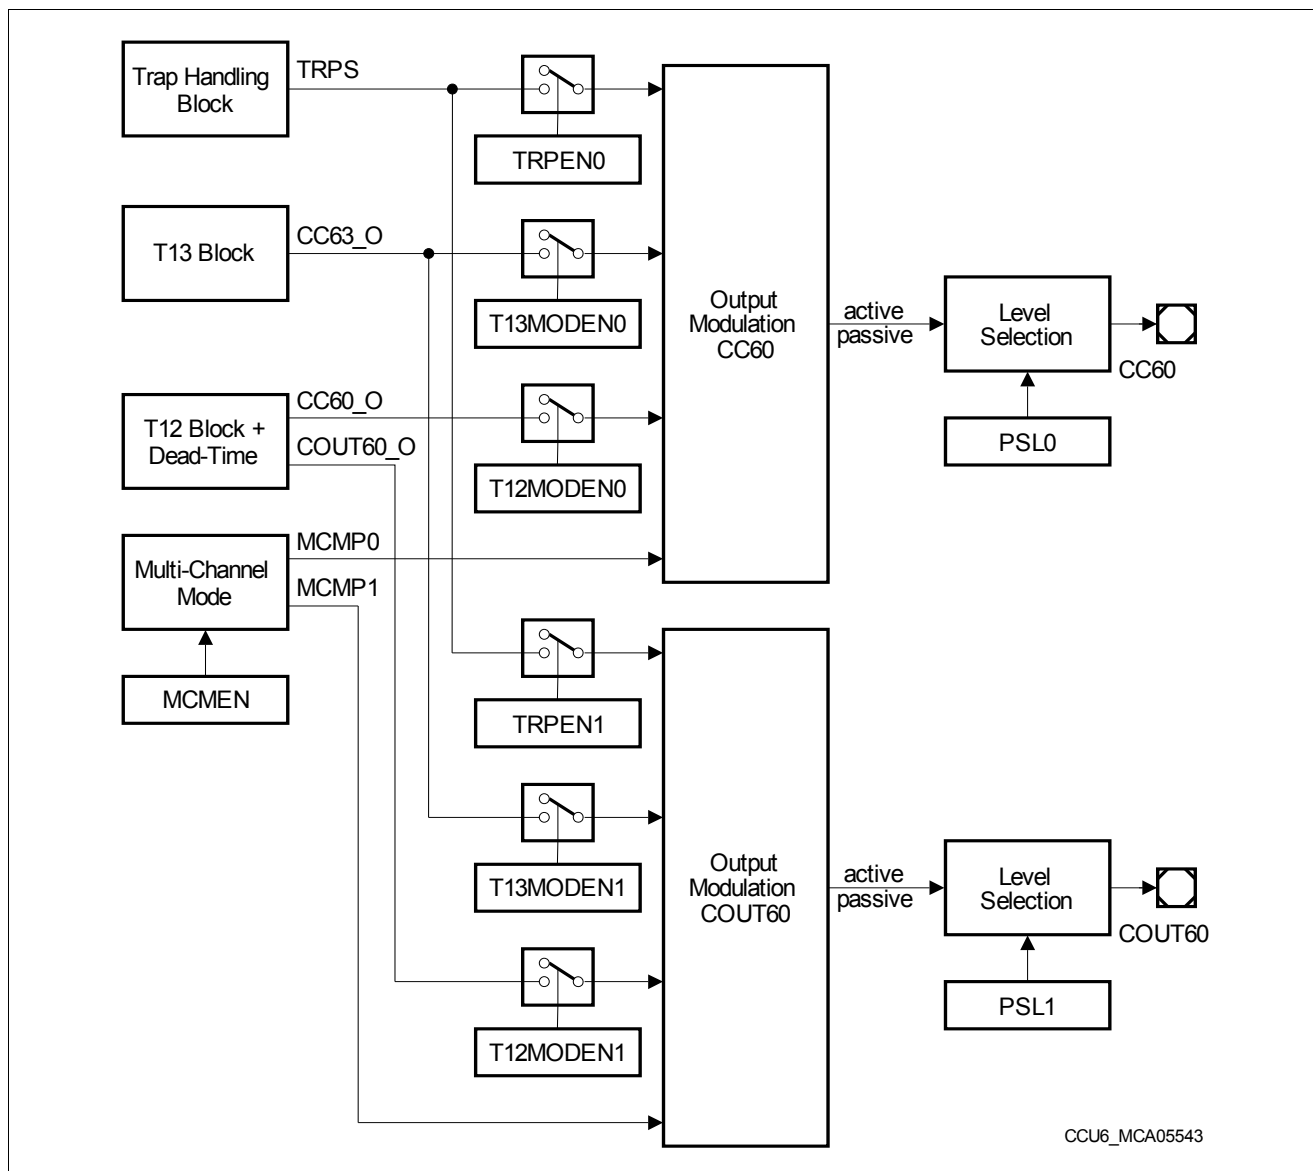 Trap Handling
Block
TRPS
TRPEN0
T13 Block
CC63_O
T13MODEN0
T12 Block +
Dead-Time
CC60_O
COUT60_O
T12MODEN0
Multi-Channel
Mode
MCMP0
MCMP1
MCMEN
Output
Modulation
CC60
active
passive
Level
Selection
CC60
PSL0
TRPEN1
T13MODEN1
T12MODEN1
Output
Modulation
COUT60
active
passive
Level
Selection
COUT60
PSL1
CCU6_MCA05543